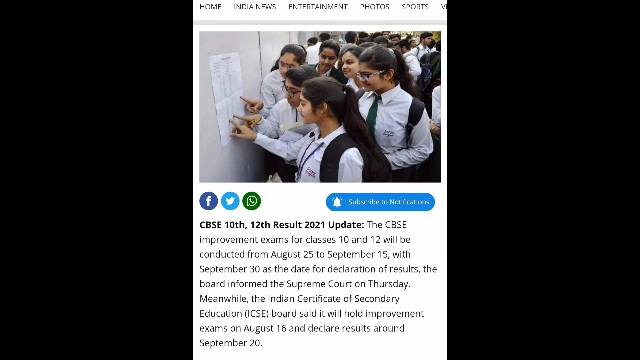 HOME INDIA NEWS ENTERTAINMENT PHOTOS SPORTS
Subscribe to Notifications
CBSE 10th, 12th Result 2021 Update: The CBSE
improvement exams for classes 10 and 12 will be
conducted from August 25 to September 15, with
September 30 as the date for declaration of results, the
board informed the Supreme Court on Thursday.
Meanwhile, the Indian Certificate of Secondary
Education (ICSE) board said it will hold improvement
exams on August 16 and declare results around
September 20.